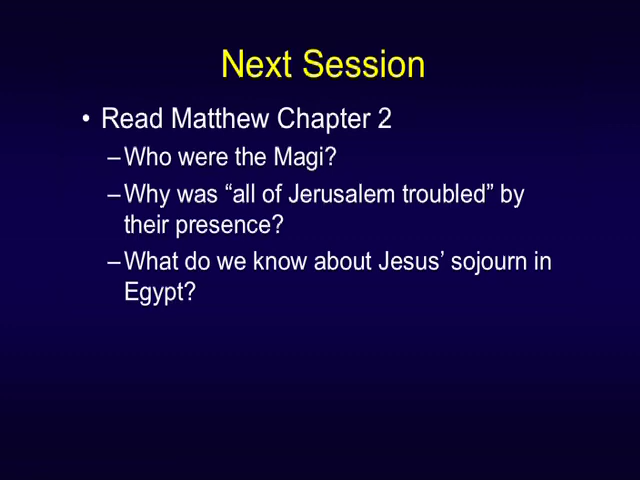 Next Session
• Read Matthew Chapter 2
–Who were the Magi?
–Why was “all of Jerusalem troubled” by
their presence?
–What do we know about Jesus’ sojourn in
Egypt?